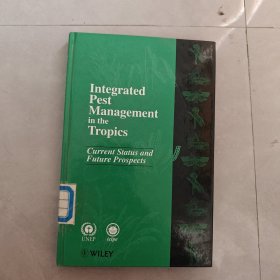 Integrated
Pest
Management
in the
Tropics
Current Status and
Future Prospects
UNEP
WILEY